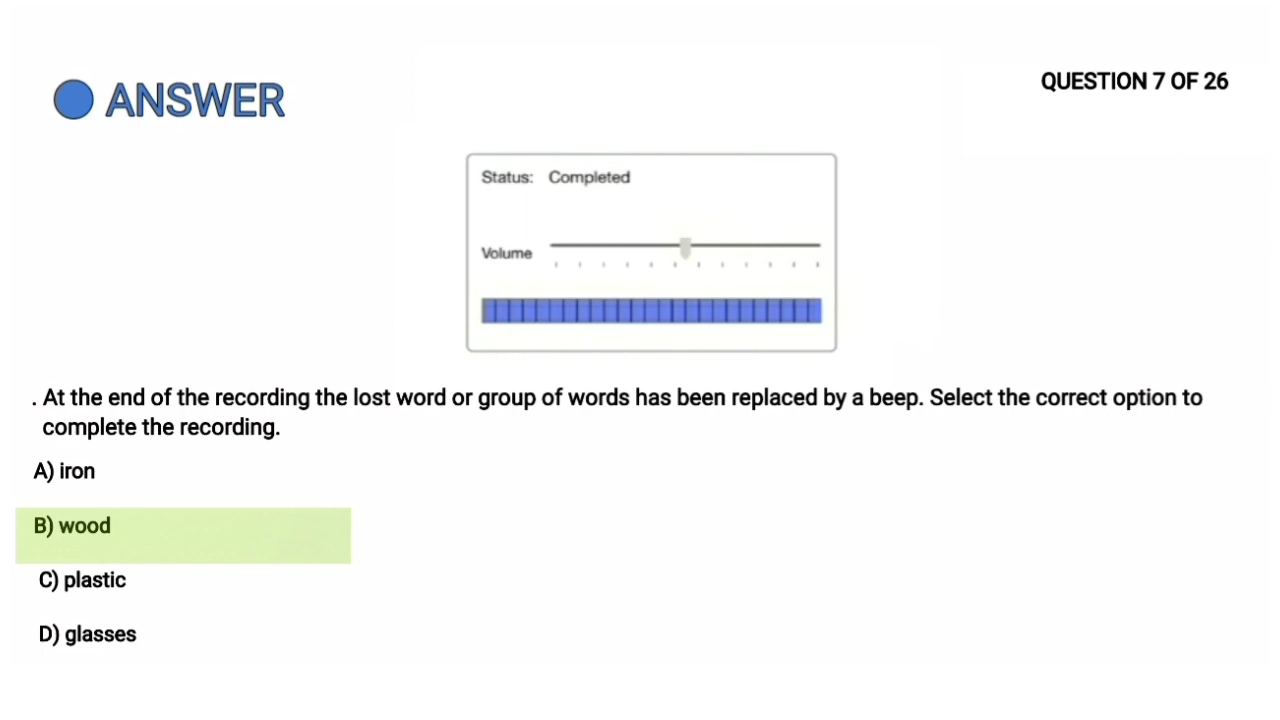 ANSWER
QUESTION 7 OF 26
Status: Completed
Volume
. At the end of the recording the lost word or group of words has been replaced by a beep. Select the correct option to
complete the recording.
A) iron
B) wood
C) plastic
D) glasses